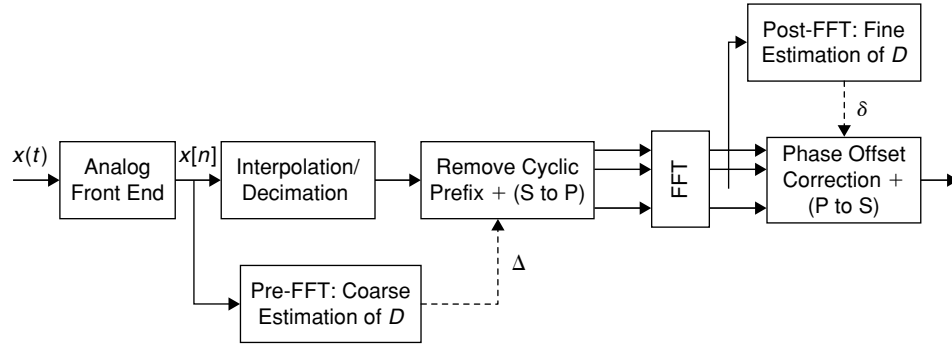 Post-FFT: Fine
Estimation of D
δ
x(t)
Analog
Front End
x[n]
Interpolation/
Decimation
Remove Cyclic
Prefix + (S to P)
FFT
Phase Offset
Correction +
(P to S)
Δ
Pre-FFT: Coarse
Estimation of D